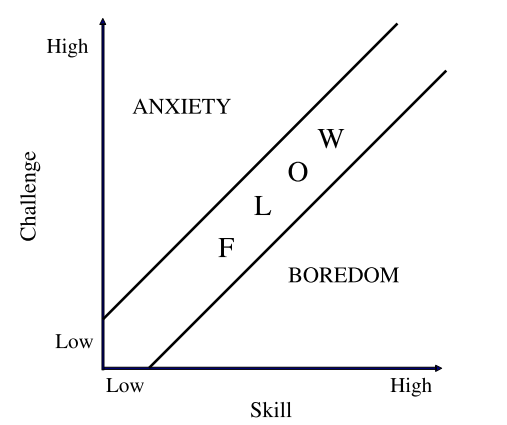 High
ANXIETY
W
O
L
F
Challenge
BOREDOM
Low
Low
High
Skill